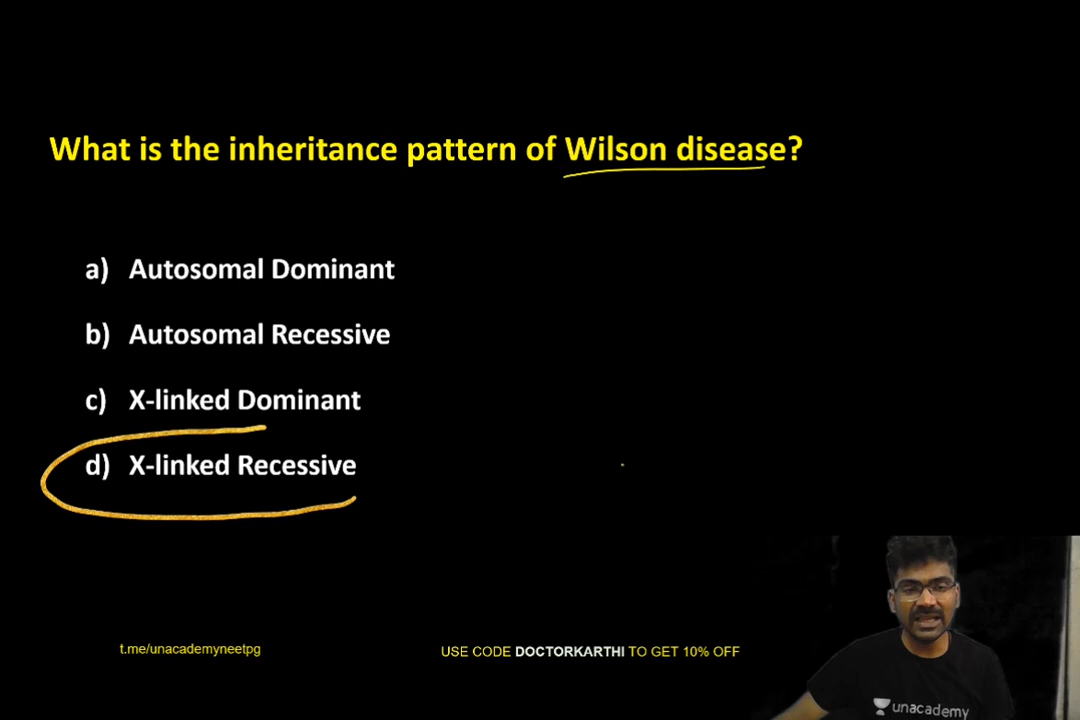 What is the inheritance pattern of Wilson disease?
a) Autosomal Dominant
b) Autosomal Recessive
c) X-linked Dominant
d) X-linked Recessive
t.me/unacademyneetpg
USE CODE DOCTORKARTHI TO GET 10% OFF
unacademy